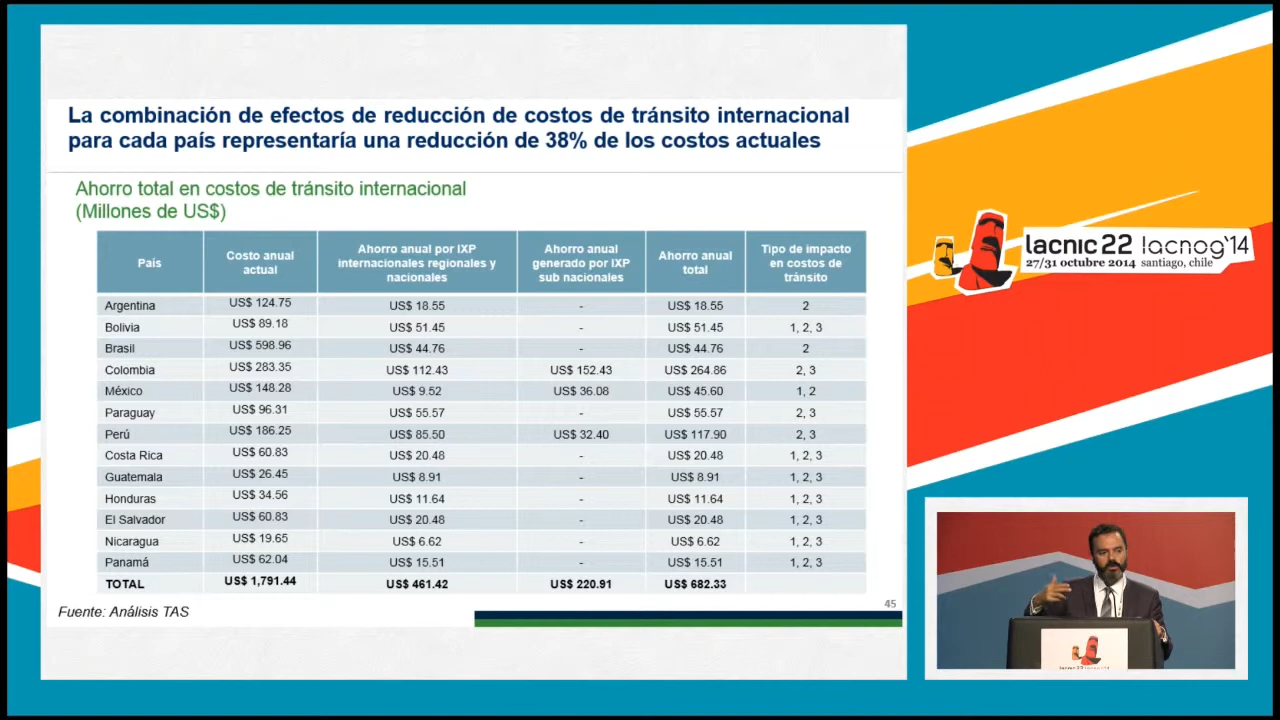 La combinación de efectos de reducción de costos de tránsito internacional
para cada país representaría una reducción de 38% de los costos actuales
Ahorro total en costos de tránsito internacional
(Millones de US$)
País Costo anual actual Ahorro anual por IXP internacionales regionales y nacionales Ahorro anual generado por IXP sub nacionales Ahorro anual total Tipo de impacto en costos de tránsito
Argentina US$ 124.75 US$ 18.55 - US$ 18.55 2
Bolivia US$ 89.18 US$ 51.45 - US$ 51.45 1, 2, 3
Brasil US$ 598.96 US$ 44.76 - US$ 44.76 2
Colombia US$ 283.35 US$ 112.43 US$ 152.43 US$ 264.86 2, 3
México US$ 148.28 US$ 9.52 US$ 36.08 US$ 45.60 1, 2
Paraguay US$ 96.31 US$ 55.57 - US$ 55.57 2, 3
Perú US$ 186.25 US$ 85.50 US$ 32.40 US$ 117.90 2, 3
Costa Rica US$ 60.83 US$ 20.48 - US$ 20.48 1, 2, 3
Guatemala US$ 26.45 US$ 8.91 - US$ 8.91 1, 2, 3
Honduras US$ 34.56 US$ 11.64 - US$ 11.64 1, 2, 3
El Salvador US$ 60.83 US$ 20.48 - US$ 20.48 1, 2, 3
Nicaragua US$ 19.65 US$ 6.62 - US$ 6.62 1, 2, 3
Panamá US$ 62.04 US$ 15.51 - US$ 15.51 1, 2, 3
TOTAL US$ 1,791.44 US$ 461.42 US$ 220.91 US$ 682.33
Fuente: Análisis TAS
45
lacnic 22 lacnog'14
27/31 octubre 2014 santiago, chile
lacnic 22 lacnog'14